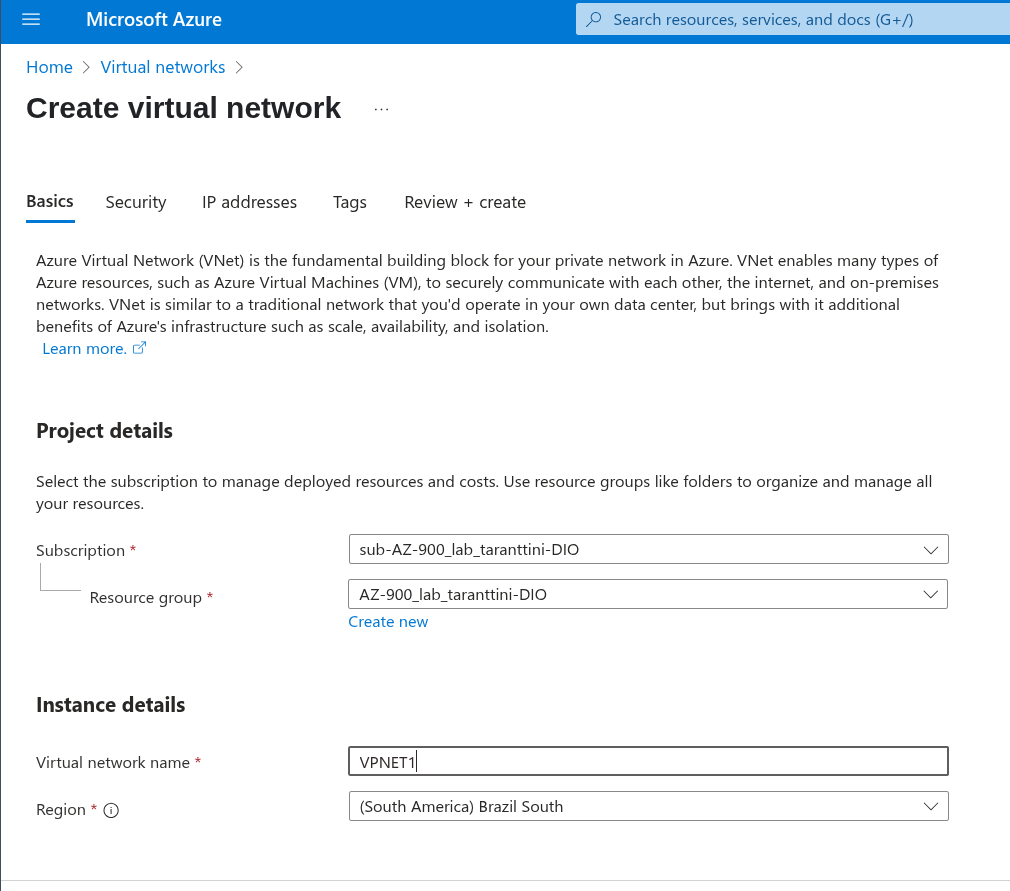 Microsoft Azure
Search resources, services, and docs (G+/)
Home > Virtual networks >
Create virtual network ...
Basics Security IP addresses Tags Review + create
Azure Virtual Network (VNet) is the fundamental building block for your private network in Azure. VNet enables many types of
Azure resources, such as Azure Virtual Machines (VM), to securely communicate with each other, the internet, and on-premises
networks. VNet is similar to a traditional network that you'd operate in your own data center, but brings with it additional
benefits of Azure's infrastructure such as scale, availability, and isolation.
Learn more.
Project details
Select the subscription to manage deployed resources and costs. Use resource groups like folders to organize and manage all
your resources.
Subscription * sub-AZ-900_lab_taranttini-DIO
Resource group * AZ-900_lab_taranttini-DIO
Create new
Instance details
Virtual network name * VPNET1
Region * (South America) Brazil South